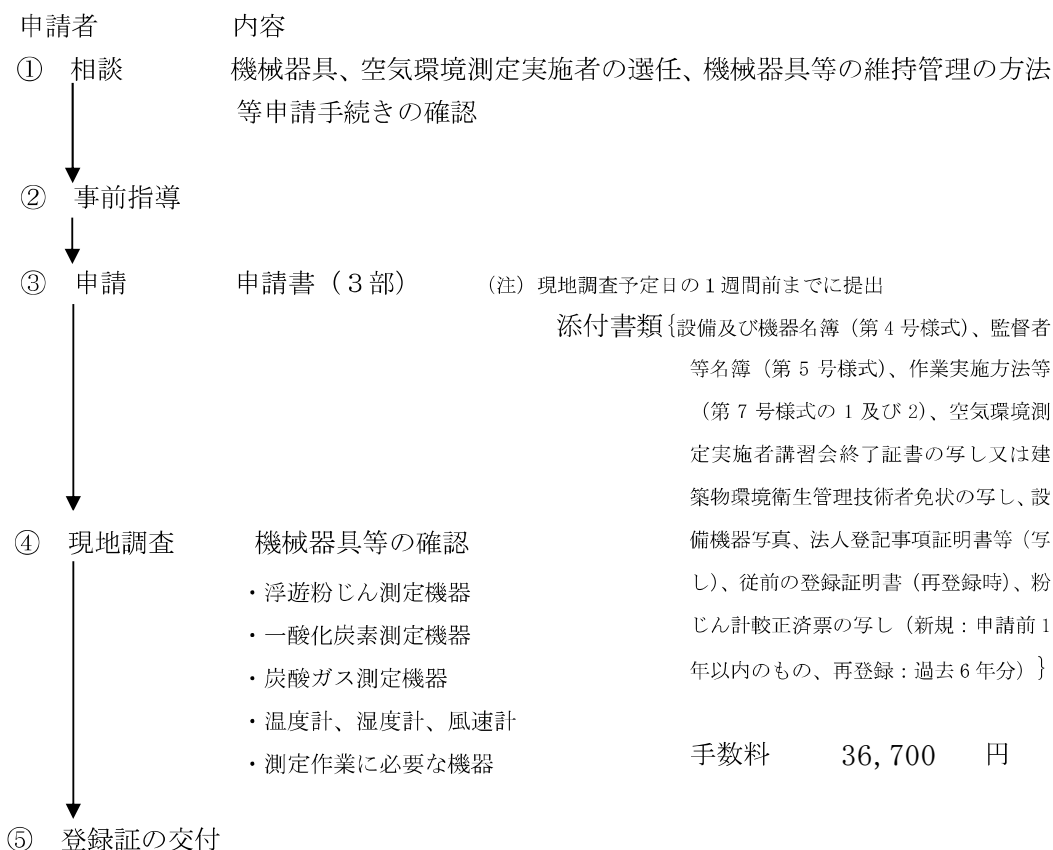 申請者 内容
① 相談 機械器具、空気環境測定実施者の選任、機械器具等の維持管理の方法
等申請手続きの確認
② 事前指導
③ 申請 申請書（３部） （注）現地調査予定日の１週間前までに提出
添付書類{設備及び機器名簿（第４号様式）、監督者
等名簿（第 5 号様式）、作業実施方法等
（第 7 号様式の 1 及び 2）、空気環境測
定実施者講習会終了証書の写し又は建
築物環境衛生管理技術者免状の写し、設
備機器写真、法人登記事項証明書等（写
し）、従前の登録証明書（再登録時）、粉
じん計較正済票の写し（新規：申請前 1
年以内のもの、再登録：過去 6 年分）}
④ 現地調査 機械器具等の確認
・浮遊粉じん測定機器
・一酸化炭素測定機器
・炭酸ガス測定機器
・温度計、湿度計、風速計
・測定作業に必要な機器
手数料 36,700 円
⑤ 登録証の交付